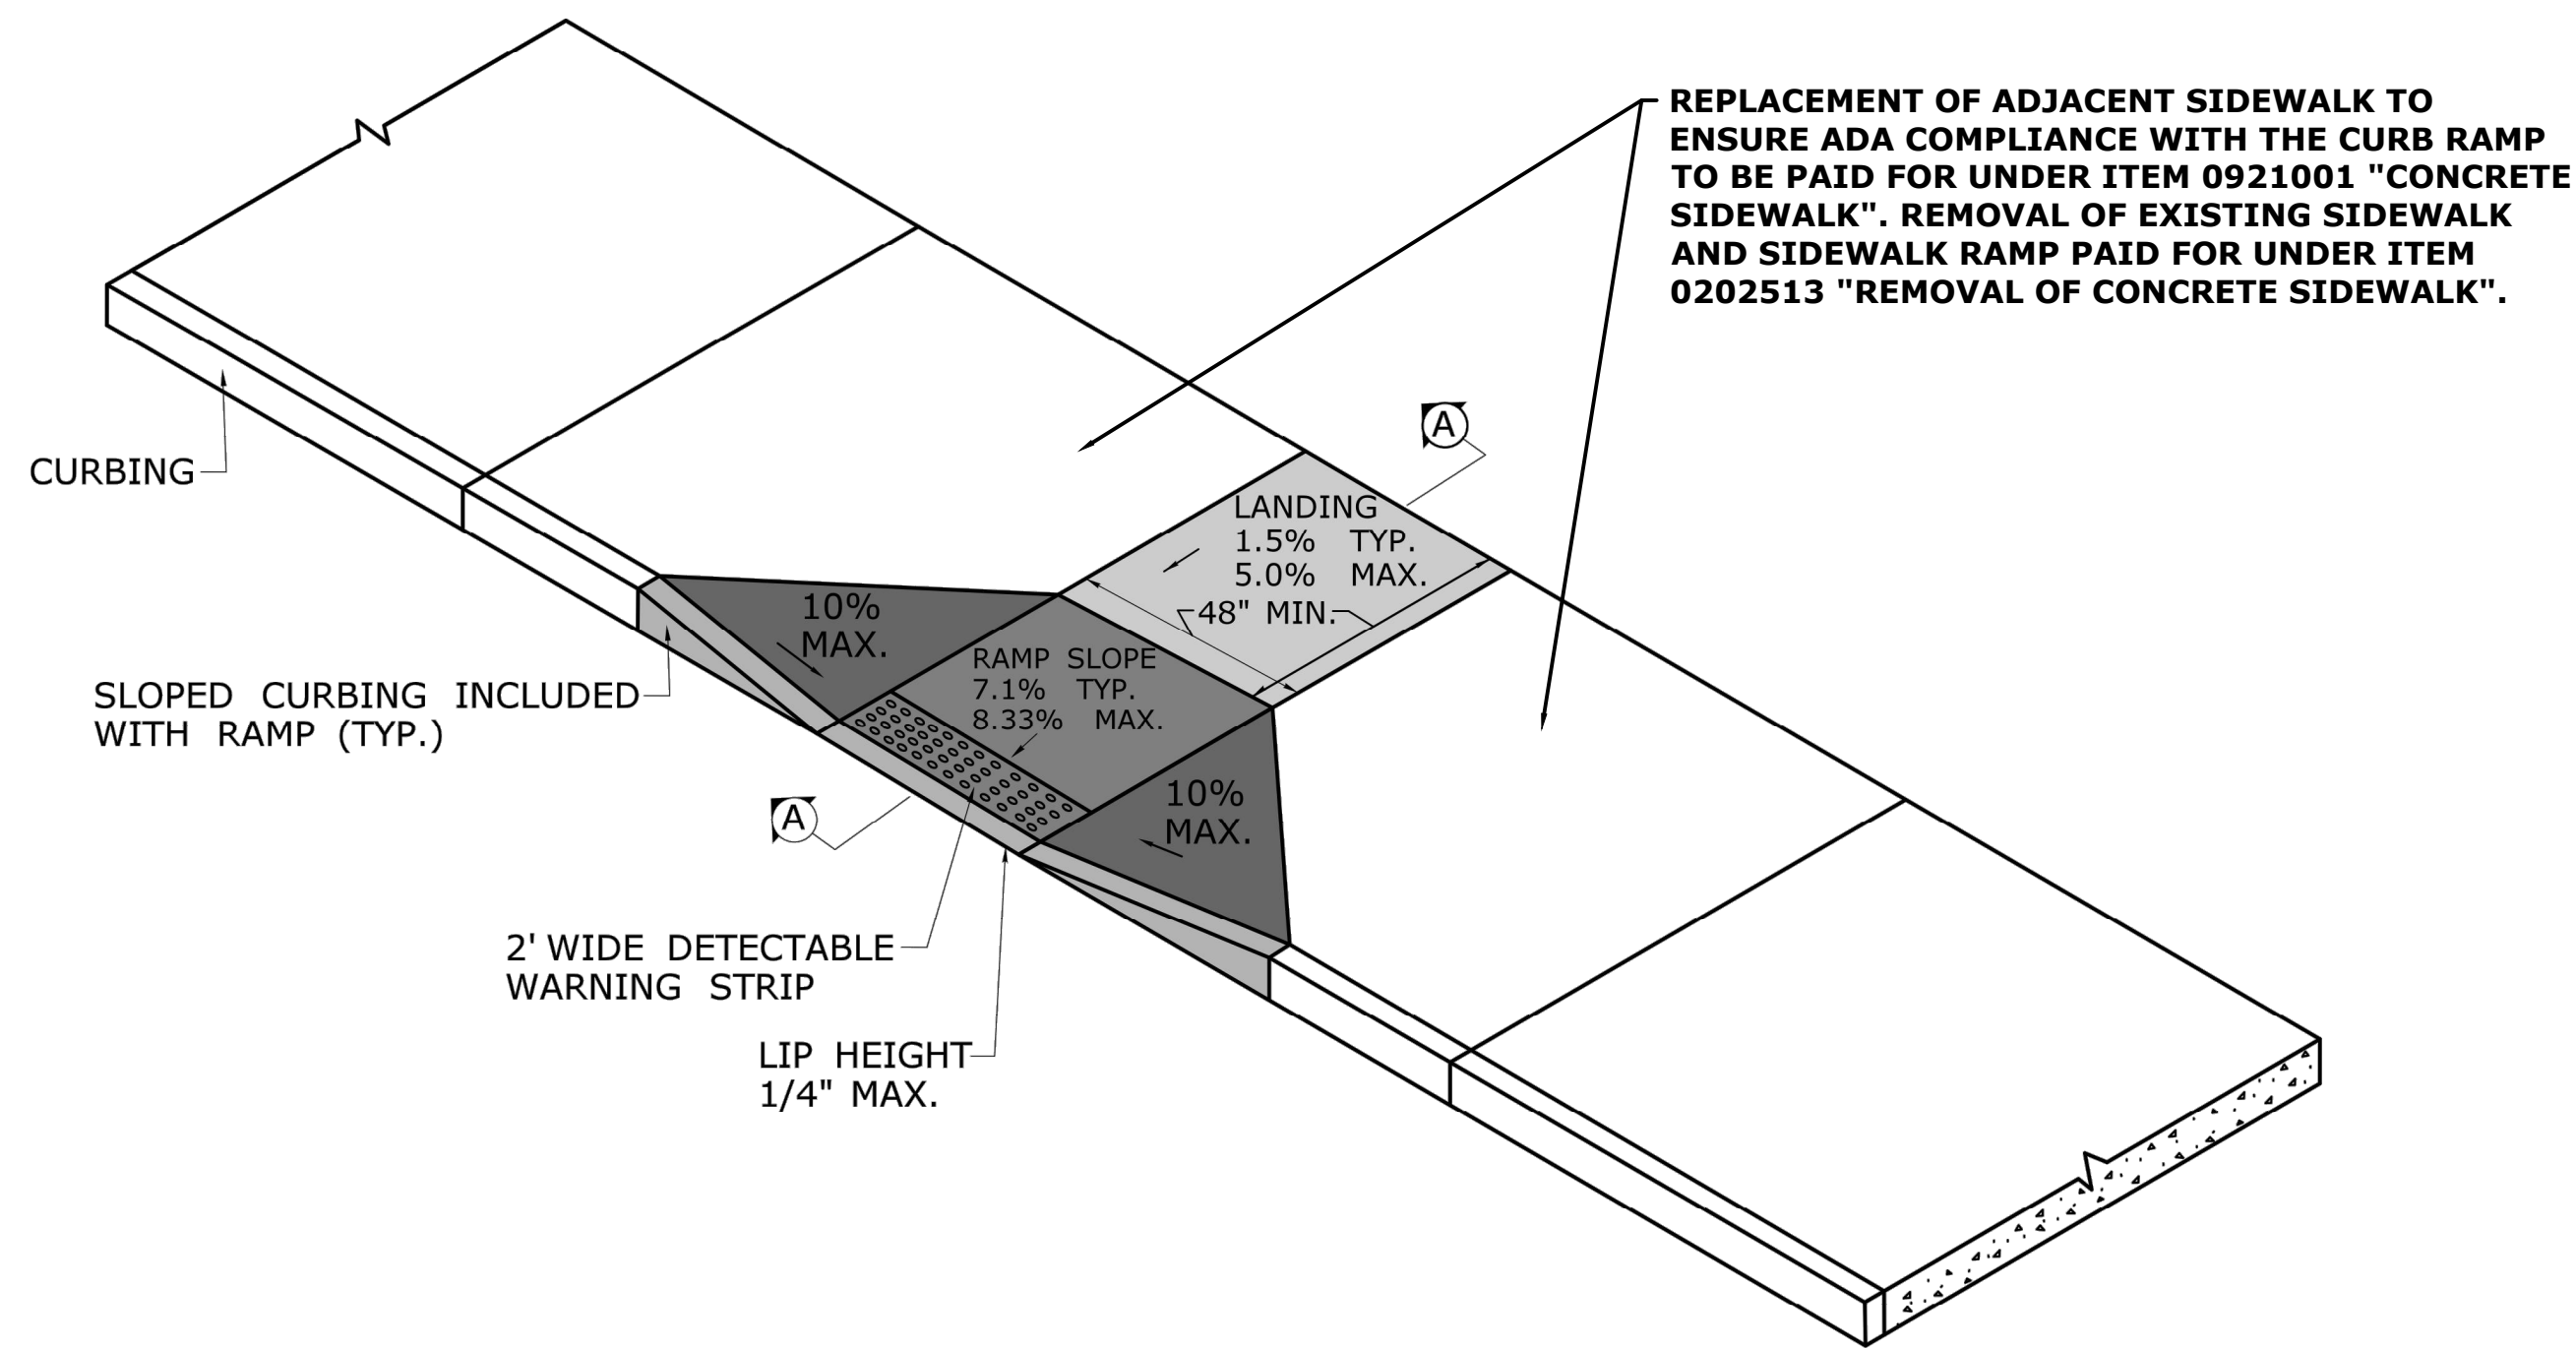 REPLACEMENT OF ADJACENT SIDEWALK TO
ENSURE ADA COMPLIANCE WITH THE CURB RAMP
TO BE PAID FOR UNDER ITEM 0921001 "CONCRETE
SIDEWALK". REMOVAL OF EXISTING SIDEWALK
AND SIDEWALK RAMP PAID FOR UNDER ITEM
0202513 "REMOVAL OF CONCRETE SIDEWALK".
A
CURBING
LANDING
1.5% TYP.
5.0% MAX.
48" MIN.
10%
MAX.
RAMP SLOPE
7.1% TYP.
8.33% MAX.
SLOPED CURBING INCLUDED
WITH RAMP (TYP.)
10%
MAX.
A
2' WIDE DETECTABLE
WARNING STRIP
LIP HEIGHT
1/4" MAX.